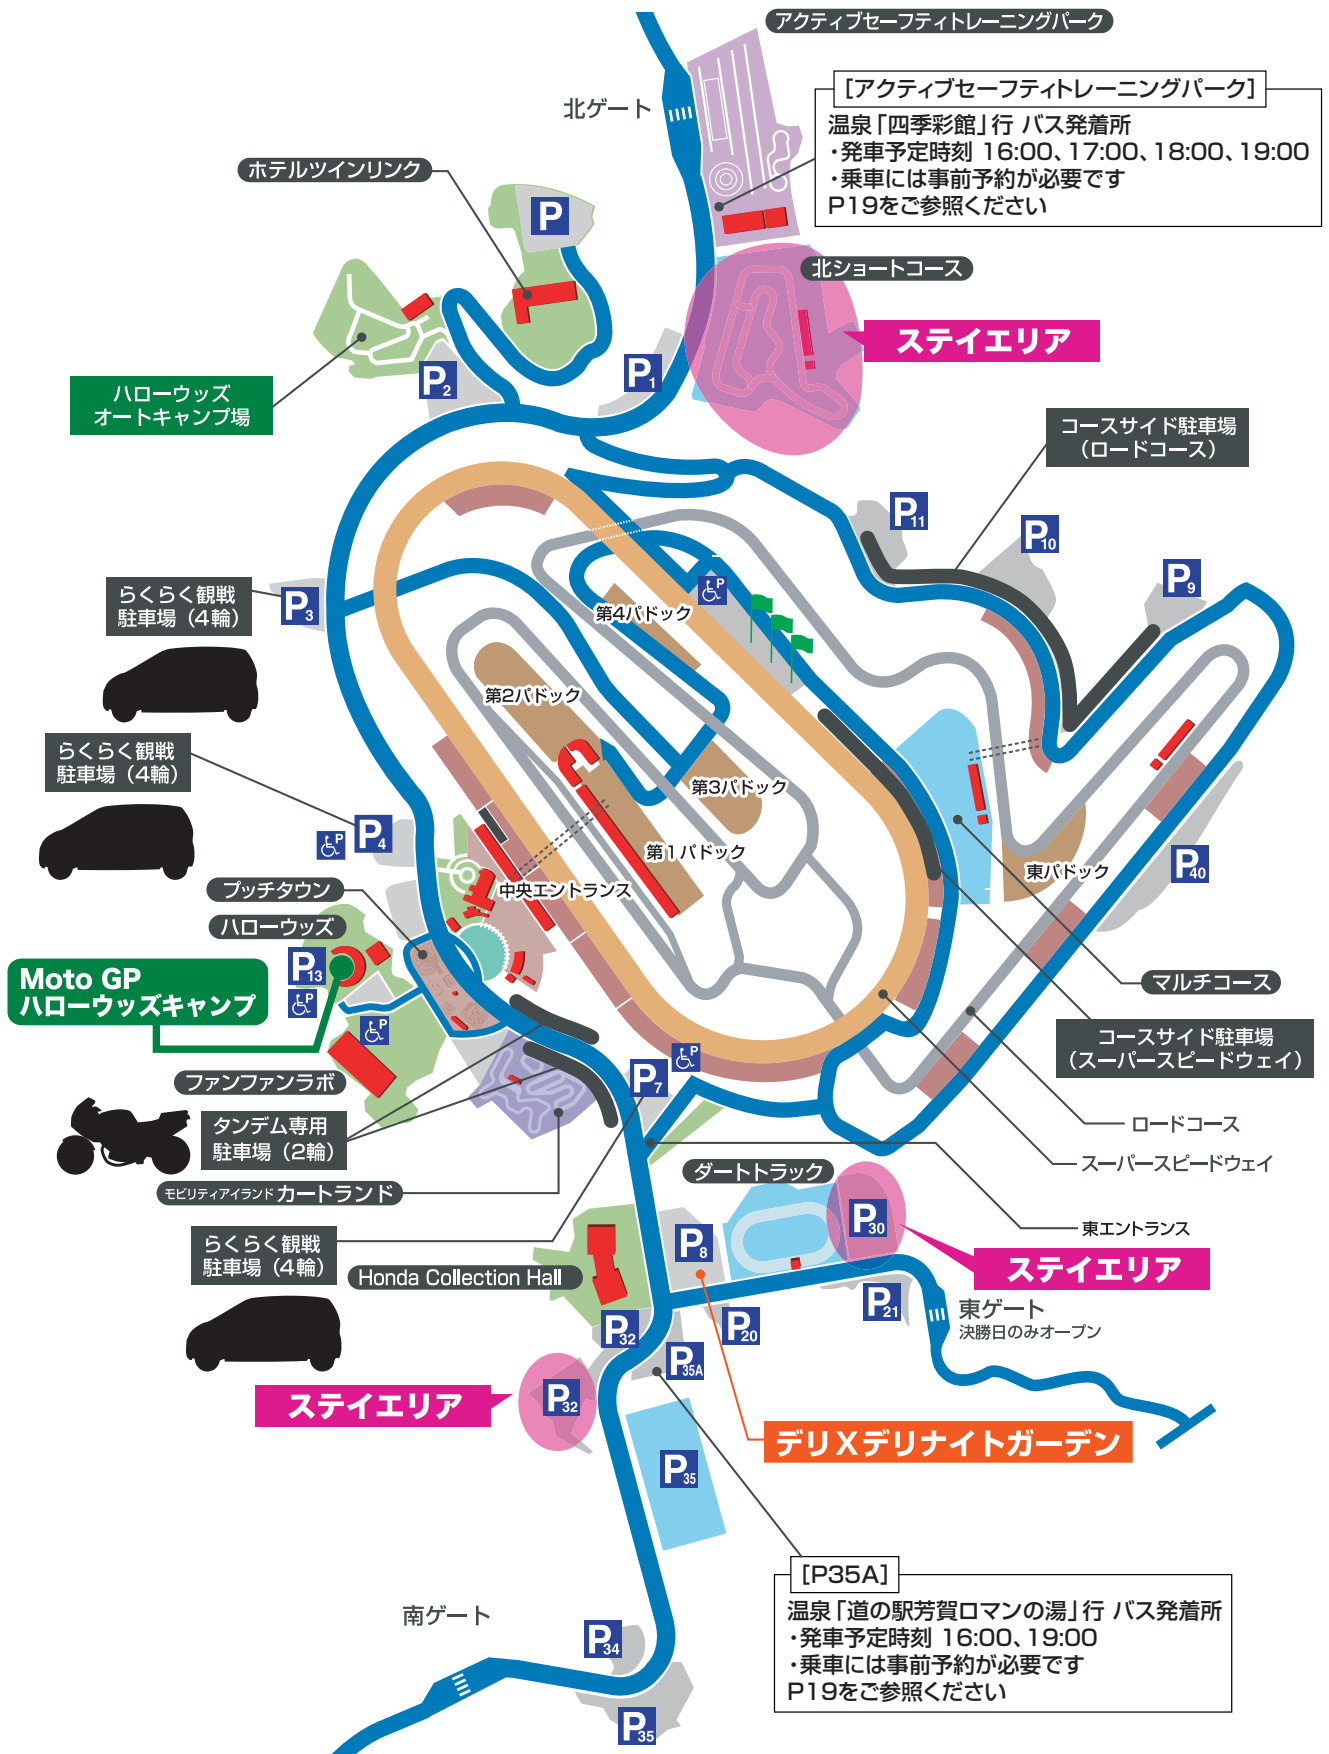 アクティブセーフティトレーニングパーク
[アクティブセーフティトレーニングパーク]
温泉「四季彩館」行 バス発着所
・発車予定時刻 16:00、17:00、18:00、19:00
・乗車には事前予約が必要です
P19をご参照ください
北ゲート
ホテルツインリンク
P
北ショートコース
ステイエリア
P1
P2
ハローウッズ
オートキャンプ場
コースサイド駐車場
(ロードコース)
P11
P10
P9
らくらく観戦
駐車場(4輪)
P3
P
第4パドック
第2パドック
らくらく観戦
駐車場(4輪)
第3パドック
P
P4
第1パドック
東パドック
P40
プッチタウン
中央エントランス
ハローウッズ
P13
Moto GP
ハローウッズキャンプ
P
P
マルチコース
コースサイド駐車場
(スーパースピードウェイ)
ファンファンラボ
P7
P
タンデム専用
駐車場(2輪)
ロードコース
スーパースピードウェイ
モビリティアイランド カートランド
ダートトラック
P30
東エントランス
らくらく観戦
駐車場(4輪)
Honda Collection Hall
P8
ステイエリア
P21
東ゲート
決勝日のみオープン
P32
P20
P35A
ステイエリア
P32
デリXデリナイトガーデン
P35
[P35A]
温泉「道の駅芳賀ロマンの湯」行 バス発着所
・発車予定時刻 16:00、19:00
・乗車には事前予約が必要です
P19をご参照ください
南ゲート
P34
P35